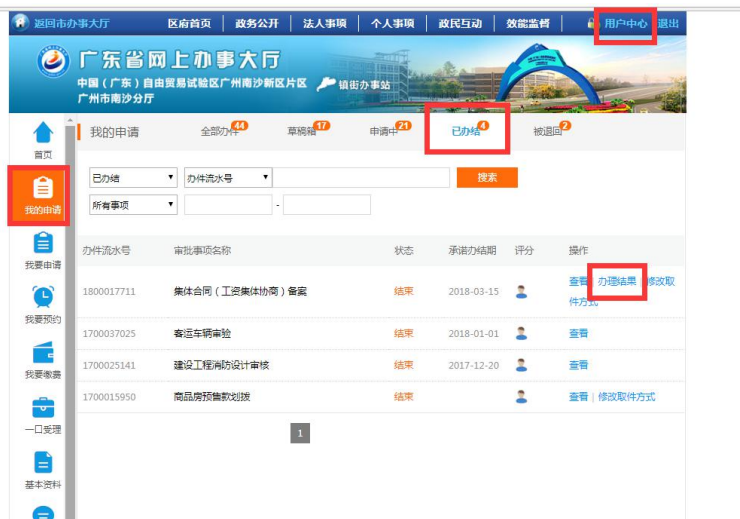 返回市办事大厅 区府首页 政务公开 法人事项 个人事项 政民互动 效能监督 用户中心 退出
广东省网上办事大厅
中国（广东）自由贸易试验区广州南沙新区片区 镇街办事站
广州市南沙分厅
首页
我的申请
我要申请
我要预约
我要缴费
一口受理
基本资料
我的申请 全部办件 44 草稿箱 17 申请中 21 已办结 4 被退回 2
已办结 办件流水号 搜索
所有事项 -
办件流水号 审批事项名称 状态 承诺办结期 评分 操作
1800017711 集体合同（工资集体协商）备案 结束 2018-03-15 查看 | 办理结果 | 修改取
件方式
1700037025 客运车辆审验 结束 2018-01-01 查看
1700025141 建设工程消防设计审核 结束 2017-12-20 查看
1700015950 商品房预售款划拨 结束 查看 | 修改取件方式
1